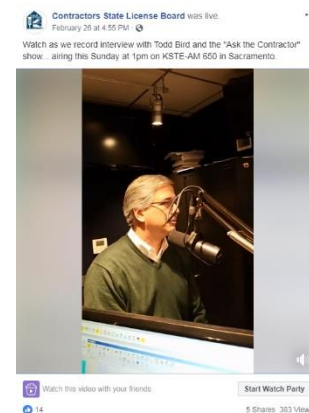 Contractors State License Board was live.
February 26 at 4:55 PM ·
Watch as we record interview with Todd Bird and the "Ask the Contractor"
show... airing this Sunday at 1pm on KSTE-AM 650 in Sacramento.
Watch this video with your friends
Start Watch Party
14
5 Shares 383 View